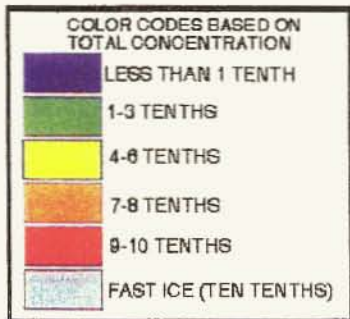 COLOR CODES BASED ON
TOTAL CONCENTRATION
LESS THAN 1 TENTH
1-3 TENTHS
4-6 TENTHS
7-8 TENTHS
9-10 TENTHS
FAST ICE (TEN TENTHS)